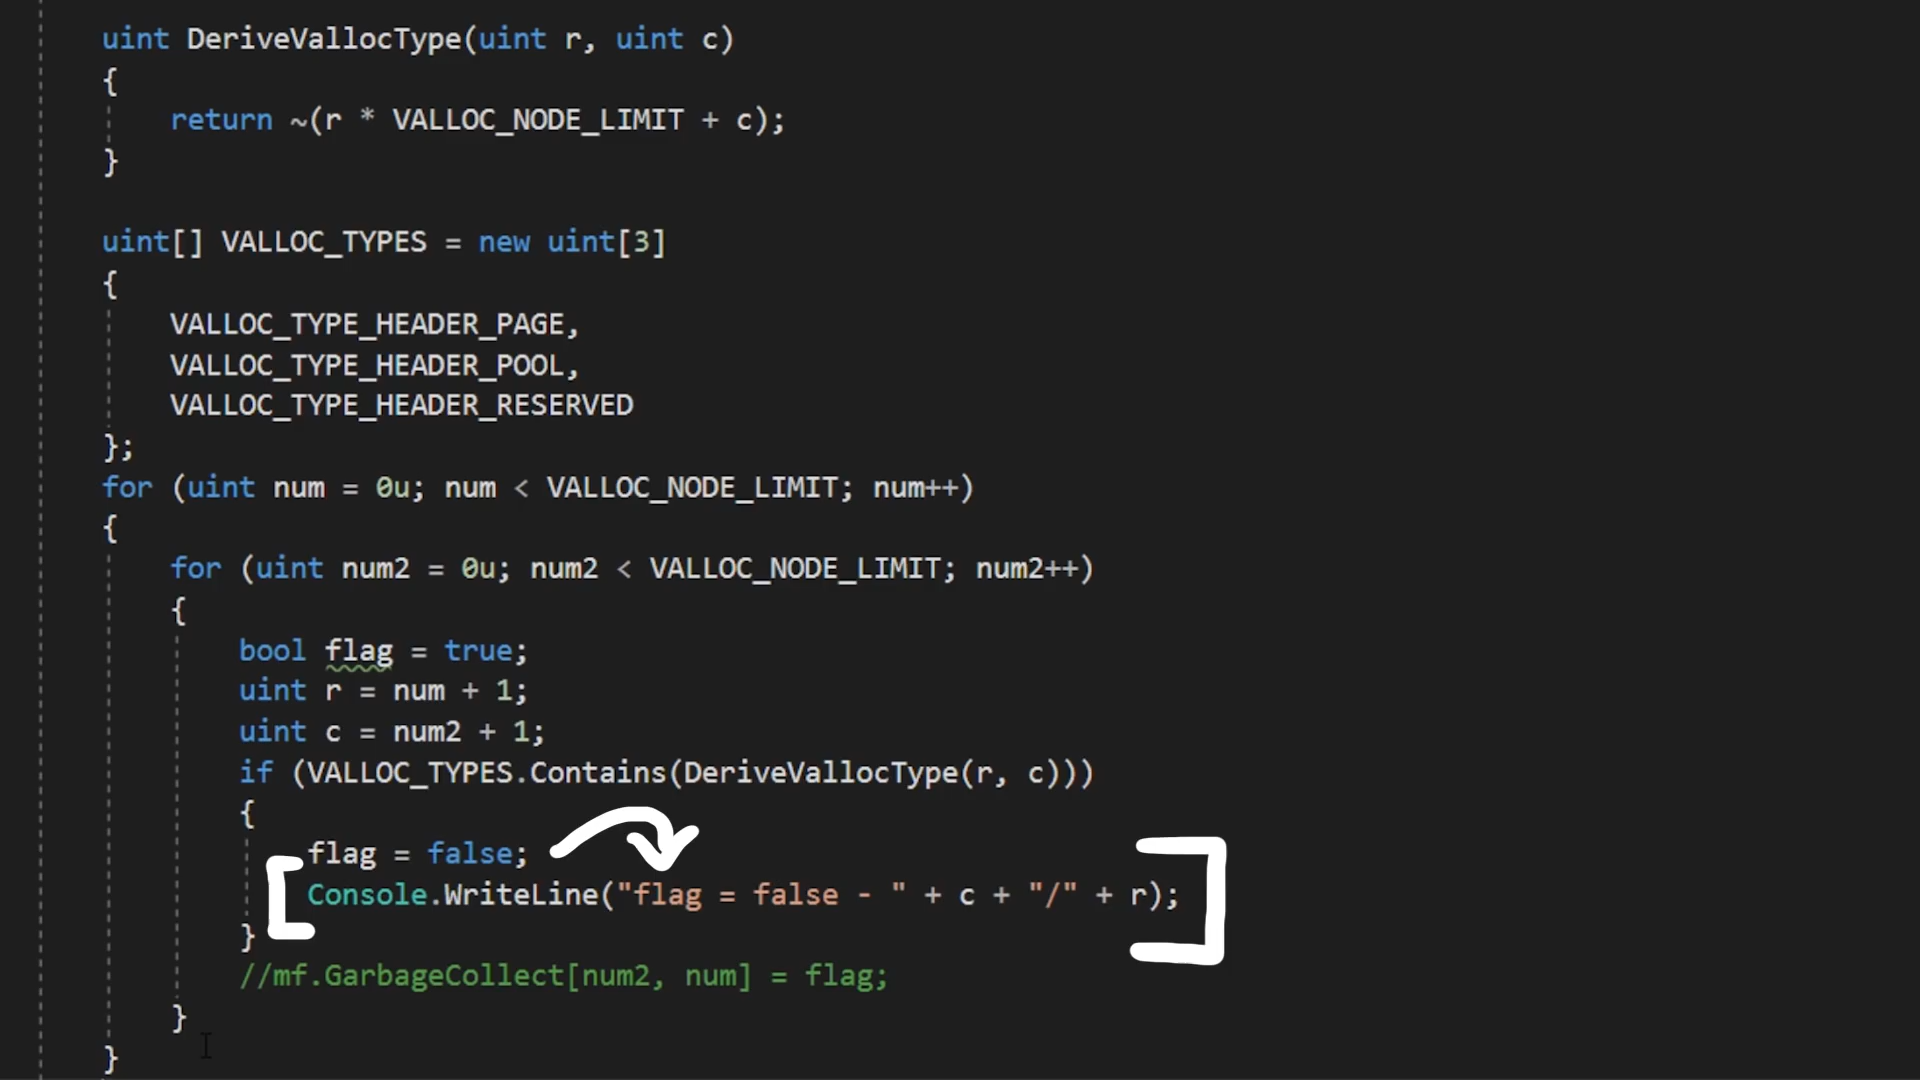 uint DeriveVallocType(uint r, uint c)
{
return ~(r * VALLOC_NODE_LIMIT + c);
}
uint[] VALLOC_TYPES = new uint[3]
{
VALLOC_TYPE_HEADER_PAGE,
VALLOC_TYPE_HEADER_POOL,
VALLOC_TYPE_HEADER_RESERVED
};
for (uint num = 0u; num < VALLOC_NODE_LIMIT; num++)
{
for (uint num2 = 0u; num2 < VALLOC_NODE_LIMIT; num2++)
{
bool flag = true;
uint r = num + 1;
uint c = num2 + 1;
if (VALLOC_TYPES.Contains(DeriveVallocType(r, c)))
{
flag = false;
Console.WriteLine("flag = false - " + c + "/" + r);
}
//mf.GarbageCollect[num2, num] = flag;
}
}